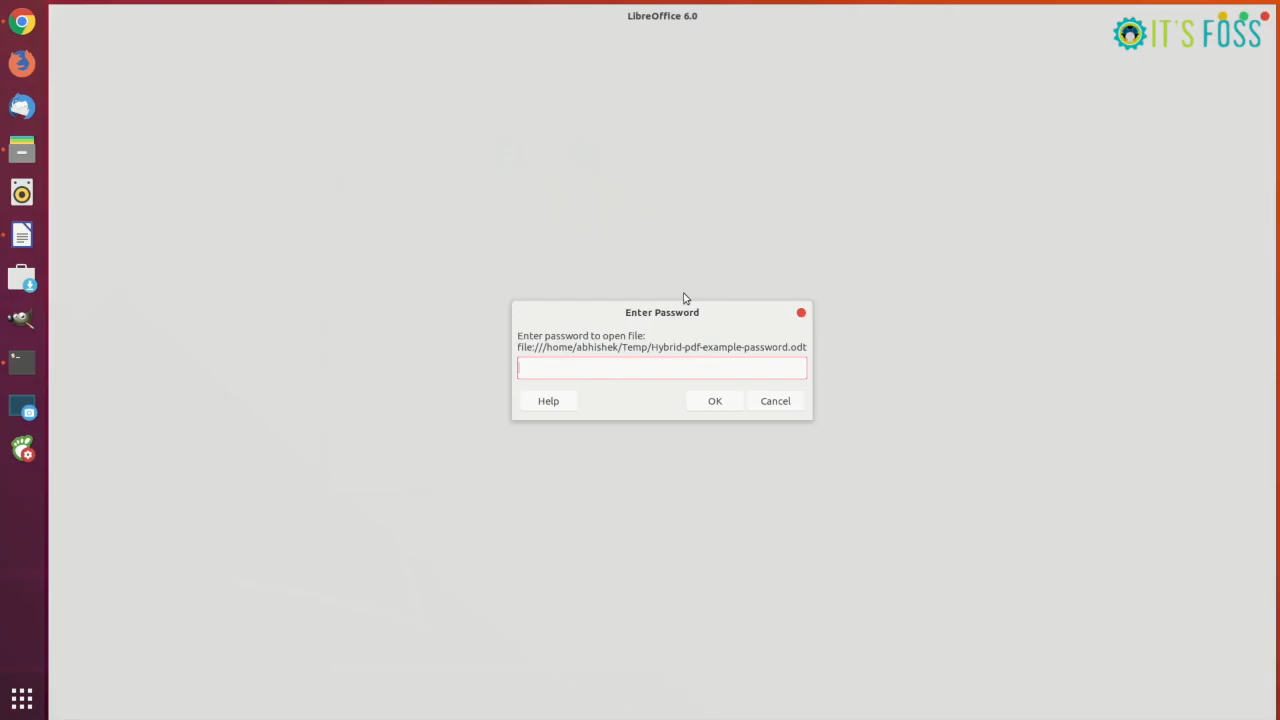 LibreOffice 6.0
IT'S FOSS
Enter Password
Enter password to open file:
file:///home/abhishek/Temp/Hybrid-pdf-example-password.odt
Help OK Cancel